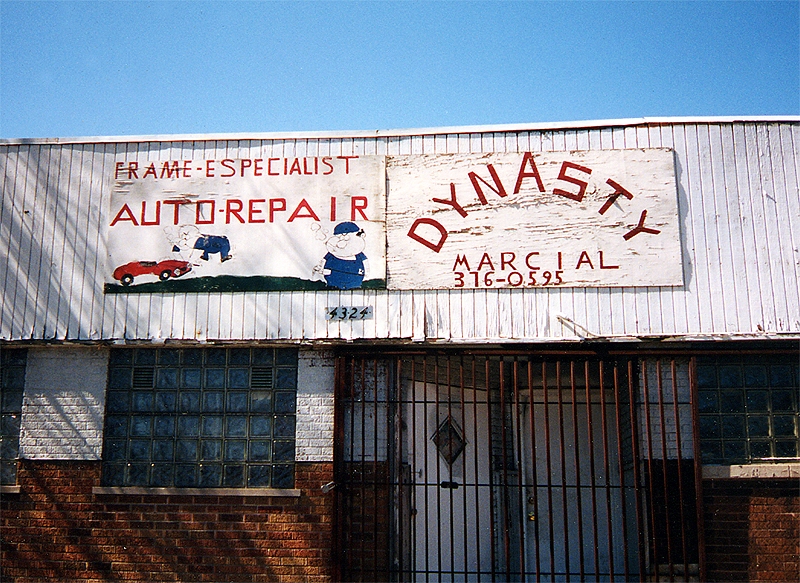 FRAME-ESPECIALIST
AUTO-REPAIR
DYNASTY
MARCIAL
376-0595
4324